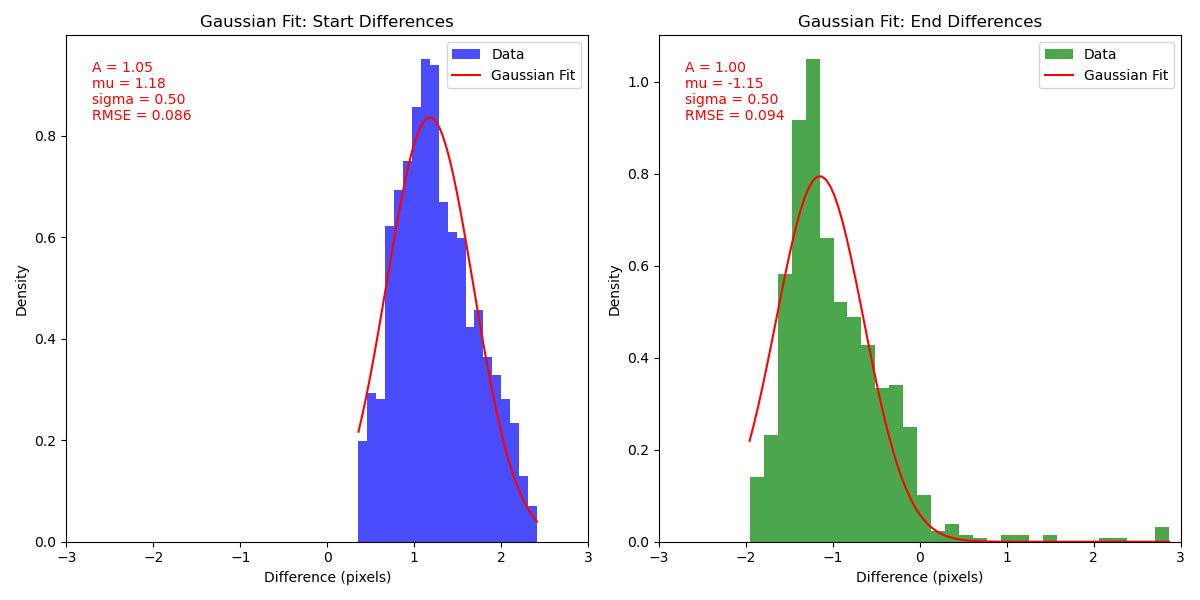 Gaussian Fit: Start Differences
A = 1.05
mu = 1.18
sigma = 0.50
RMSE = 0.086
Data
Gaussian Fit
Density
0.8
0.6
0.4
0.2
0.0
−3 −2 −1 0 1 2 3
Difference (pixels)
Gaussian Fit: End Differences
A = 1.00
mu = -1.15
sigma = 0.50
RMSE = 0.094
Data
Gaussian Fit
Density
1.0
0.8
0.6
0.4
0.2
0.0
−3 −2 −1 0 1 2 3
Difference (pixels)